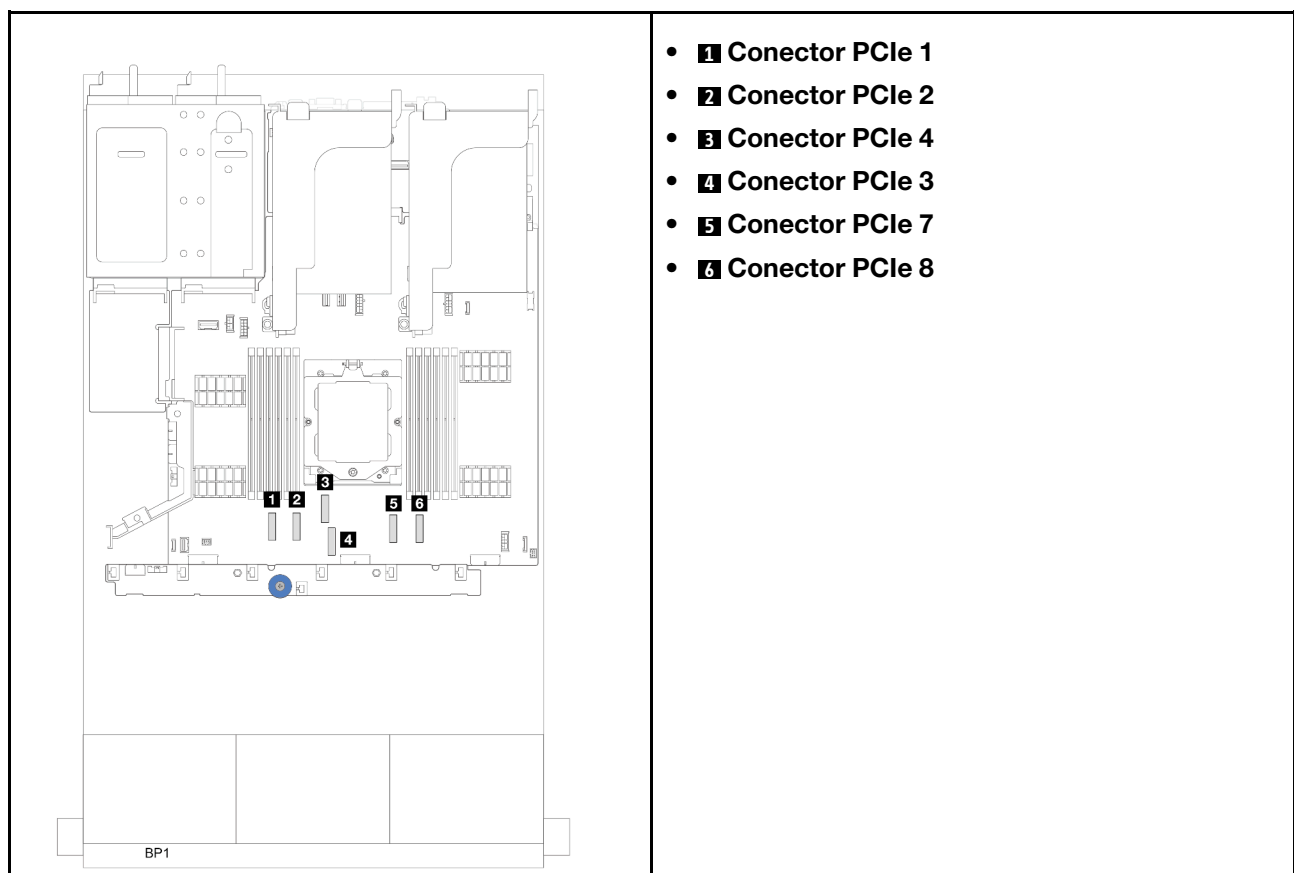 1
2
3
4
5
6
BP1
• 1 Conector PCIe 1
• 2 Conector PCIe 2
• 3 Conector PCIe 4
• 4 Conector PCIe 3
• 5 Conector PCIe 7
• 6 Conector PCIe 8